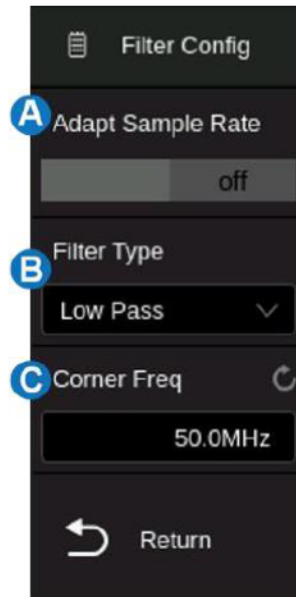 Filter Config
A
Adapt Sample Rate
off
B
Filter Type
Low Pass
C
Corner Freq
50.0MHz
Return